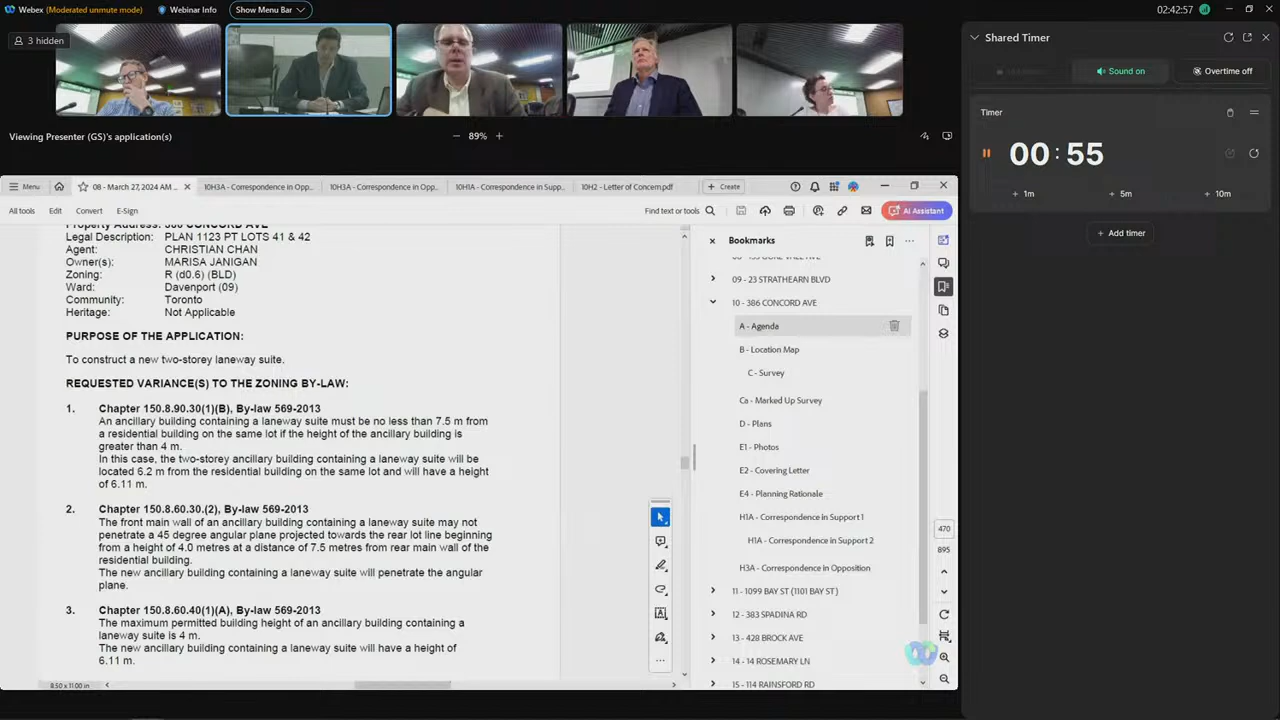 Webex (Moderated unmute mode) Webinar Info Show Menu Bar 02:42:57
3 hidden
Viewing Presenter (GS)'s application(s) 89%
Shared Timer
Sound on Overtime off
Timer
00 : 55
+ 1m + 5m + 10m
+ Add timer
Menu 08 - March 27, 2024 AM ... 10H3A - Correspondence in Opp... 10H3A - Correspondence in Opp... 10H1A - Correspondence in Supp... 10H2 - Letter of Concern.pdf + Create
All tools Edit Convert E-Sign Find text or tools AI Assistant
Property Address: 386 CONCORD AVE
Legal Description: PLAN 1123 PT LOTS 41 & 42
Agent: CHRISTIAN CHAN
Owner(s): MARISA JANIGAN
Zoning: R (d0.6) (BLD)
Ward: Davenport (09)
Community: Toronto
Heritage: Not Applicable
PURPOSE OF THE APPLICATION:
To construct a new two-storey laneway suite.
REQUESTED VARIANCE(S) TO THE ZONING BY-LAW:
1. Chapter 150.8.90.30(1)(B), By-law 569-2013
An ancillary building containing a laneway suite must be no less than 7.5 m from
a residential building on the same lot if the height of the ancillary building is
greater than 4 m.
In this case, the two-storey ancillary building containing a laneway suite will be
located 6.2 m from the residential building on the same lot and will have a height
of 6.11 m.
2. Chapter 150.8.60.30.(2), By-law 569-2013
The front main wall of an ancillary building containing a laneway suite may not
penetrate a 45 degree angular plane projected towards the rear lot line beginning
from a height of 4.0 metres at a distance of 7.5 metres from rear main wall of the
residential building.
The new ancillary building containing a laneway suite will penetrate the angular
plane.
3. Chapter 150.8.60.40(1)(A), By-law 569-2013
The maximum permitted building height of an ancillary building containing a
laneway suite is 4 m.
The new ancillary building containing a laneway suite will have a height of
6.11 m.
8.50 x 11.00 in
Bookmarks
09 - 23 STRATHEARN BLVD
10 - 386 CONCORD AVE
A - Agenda
B - Location Map
C - Survey
Ca - Marked Up Survey
D - Plans
E1 - Photos
E2 - Covering Letter
E4 - Planning Rationale
H1A - Correspondence in Support 1
H1A - Correspondence in Support 2
H3A - Correspondence in Opposition
11 - 1099 BAY ST (1101 BAY ST)
12 - 383 SPADINA RD
13 - 428 BROCK AVE
14 - 14 ROSEMARY LN
15 - 114 RAINSFORD RD
470
895